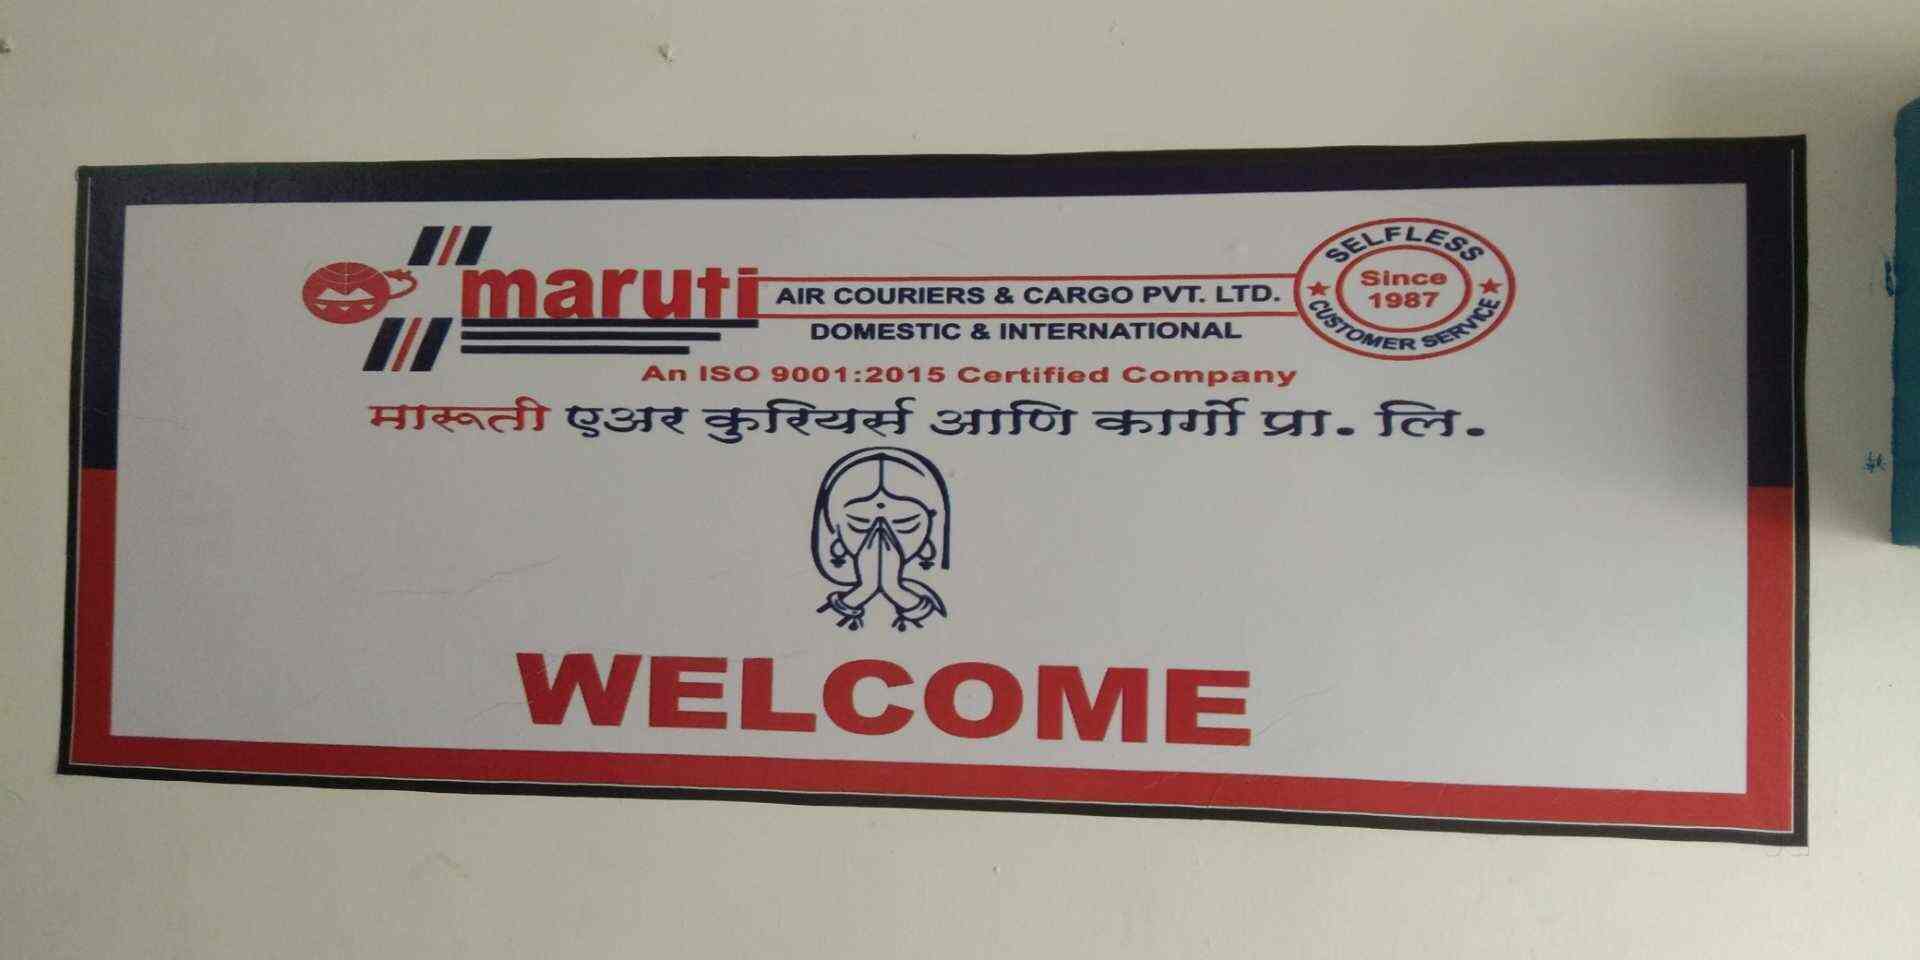 maruti AIR COURIERS & CARGO PVT. LTD.
DOMESTIC & INTERNATIONAL
SELFLESS
Since
1987
CUSTOMER SERVICE
An ISO 9001:2015 Certified Company
मारूती एअर कुरियर्स आणि कार्गो प्रा. लि.
WELCOME